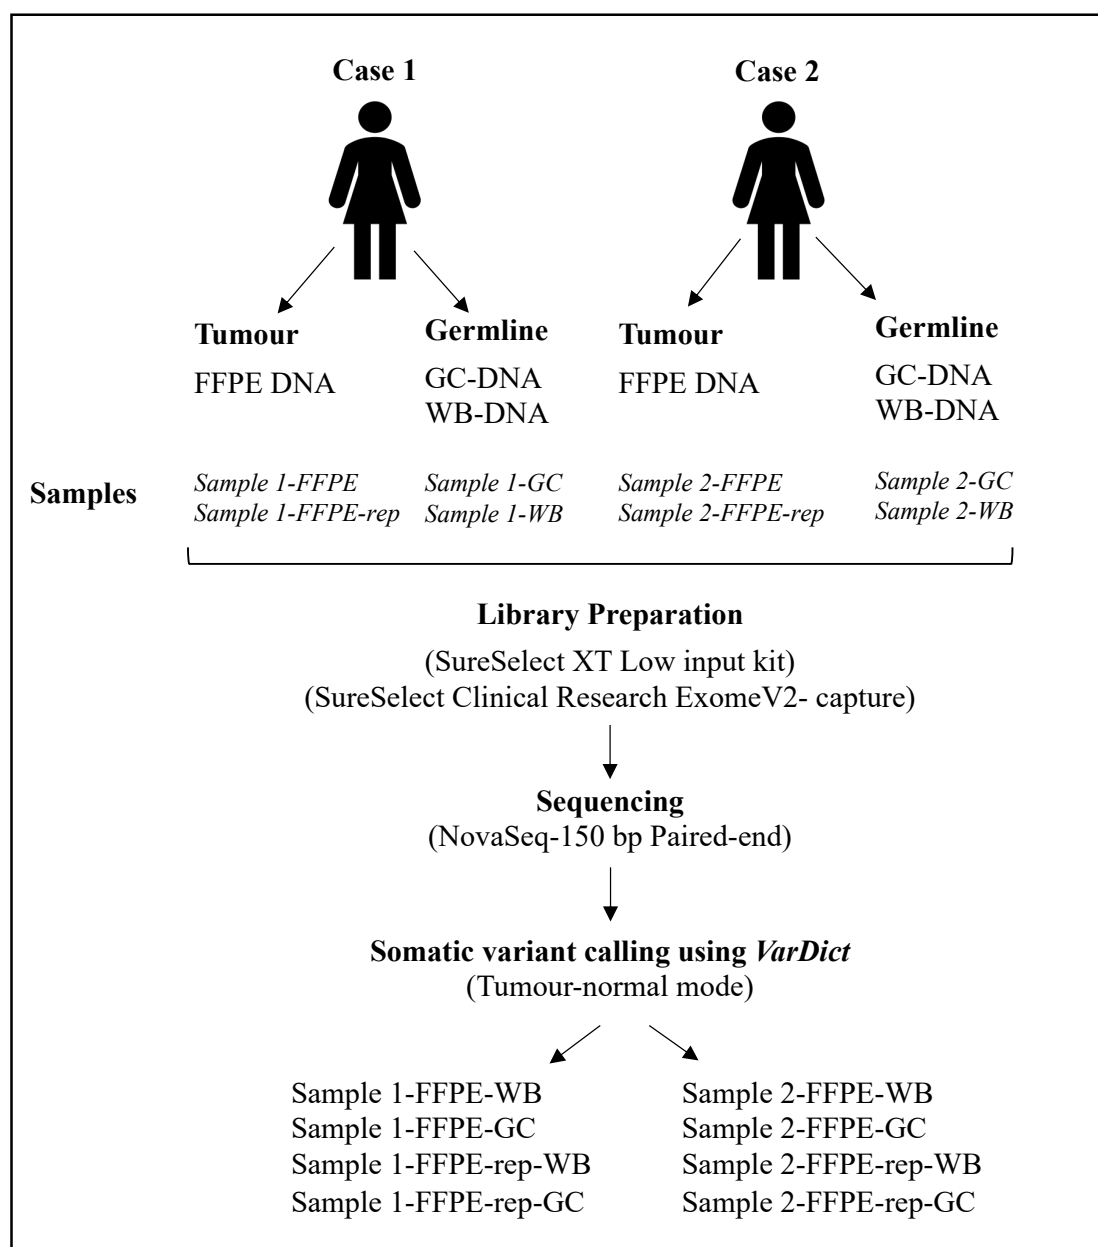 Case 1
Case 2
Tumour
FFPE DNA
Germline
GC-DNA
WB-DNA
Tumour
FFPE DNA
Germline
GC-DNA
WB-DNA
Samples
Sample 1-FFPE
Sample 1-FFPE-rep
Sample 1-GC
Sample 1-WB
Sample 2-FFPE
Sample 2-FFPE-rep
Sample 2-GC
Sample 2-WB
Library Preparation
(SureSelect XT Low input kit)
(SureSelect Clinical Research ExomeV2- capture)
Sequencing
(NovaSeq-150 bp Paired-end)
Somatic variant calling using VarDict
(Tumour-normal mode)
Sample 1-FFPE-WB
Sample 1-FFPE-GC
Sample 1-FFPE-rep-WB
Sample 1-FFPE-rep-GC
Sample 2-FFPE-WB
Sample 2-FFPE-GC
Sample 2-FFPE-rep-WB
Sample 2-FFPE-rep-GC